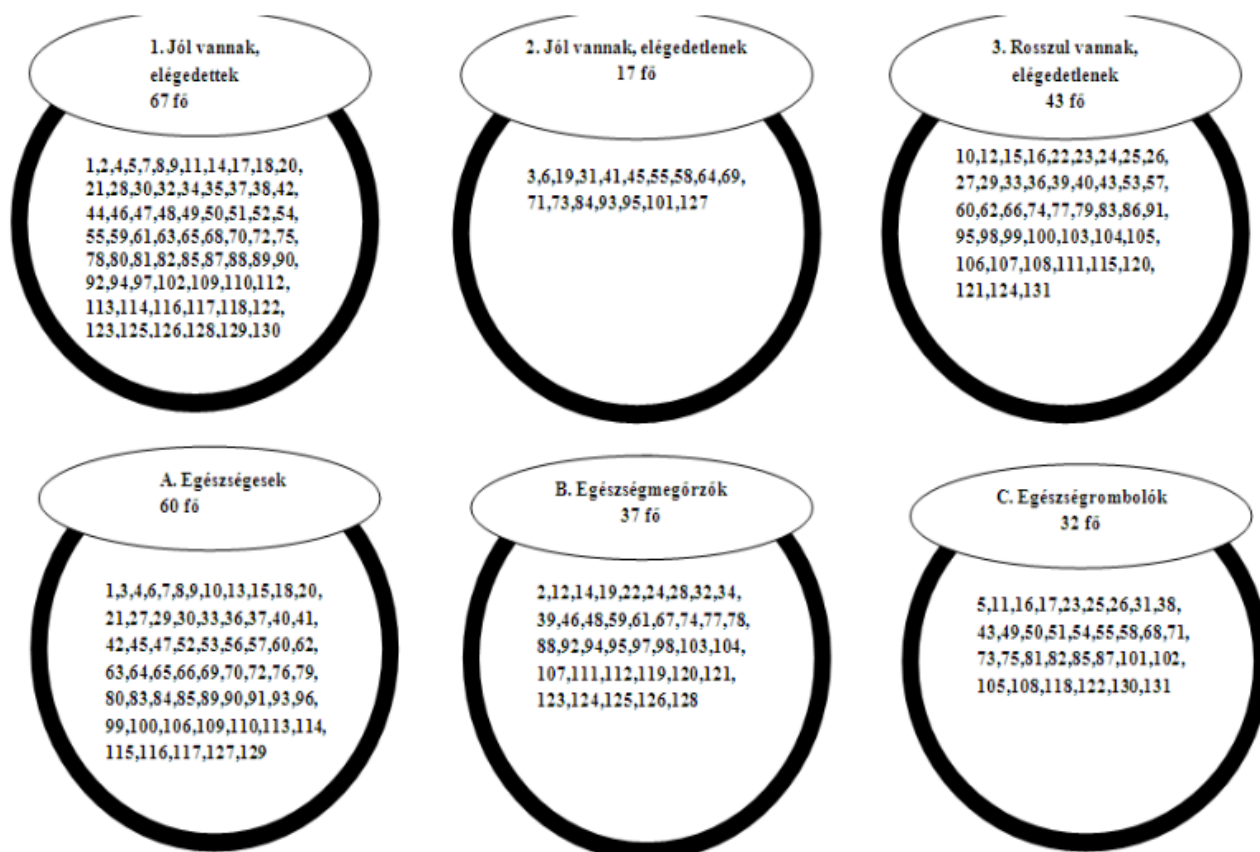 1. Jól vannak,
elégedettek
67 fő
1,2,4,5,7,8,9,11,14,17,18,20,
21,28,30,32,34,35,37,38,42,
44,46,47,48,49,50,51,52,54,
55,59,61,63,65,68,70,72,75,
78,80,81,82,85,87,88,89,90,
92,94,97,102,109,110,112,
113,114,116,117,118,122,
123,125,126,128,129,130
2. Jól vannak, elégedetlenek
17 fő
3,6,19,31,41,45,55,58,64,69,
71,73,84,93,95,101,127
3. Rosszul vannak,
elégedetlenek
43 fő
10,12,15,16,22,23,24,25,26,
27,29,33,36,39,40,43,53,57,
60,62,66,74,77,79,83,86,91,
95,98,99,100,103,104,105,
106,107,108,111,115,120,
121,124,131
A. Egészségesek
60 fő
1,3,4,6,7,8,9,10,13,15,18,20,
21,27,29,30,33,36,37,40,41,
42,45,47,52,53,56,57,60,62,
63,64,65,66,69,70,72,76,79,
80,83,84,85,89,90,91,93,96,
99,100,106,109,110,113,114,
115,116,117,127,129
B. Egészségmegőrzők
37 fő
2,12,14,19,22,24,28,32,34,
39,46,48,59,61,67,74,77,78,
88,92,94,95,97,98,103,104,
107,111,112,119,120,121,
123,124,125,126,128
C. Egészségrombolók
32 fő
5,11,16,17,23,25,26,31,38,
43,49,50,51,54,55,58,68,71,
73,75,81,82,85,87,101,102,
105,108,118,122,130,131